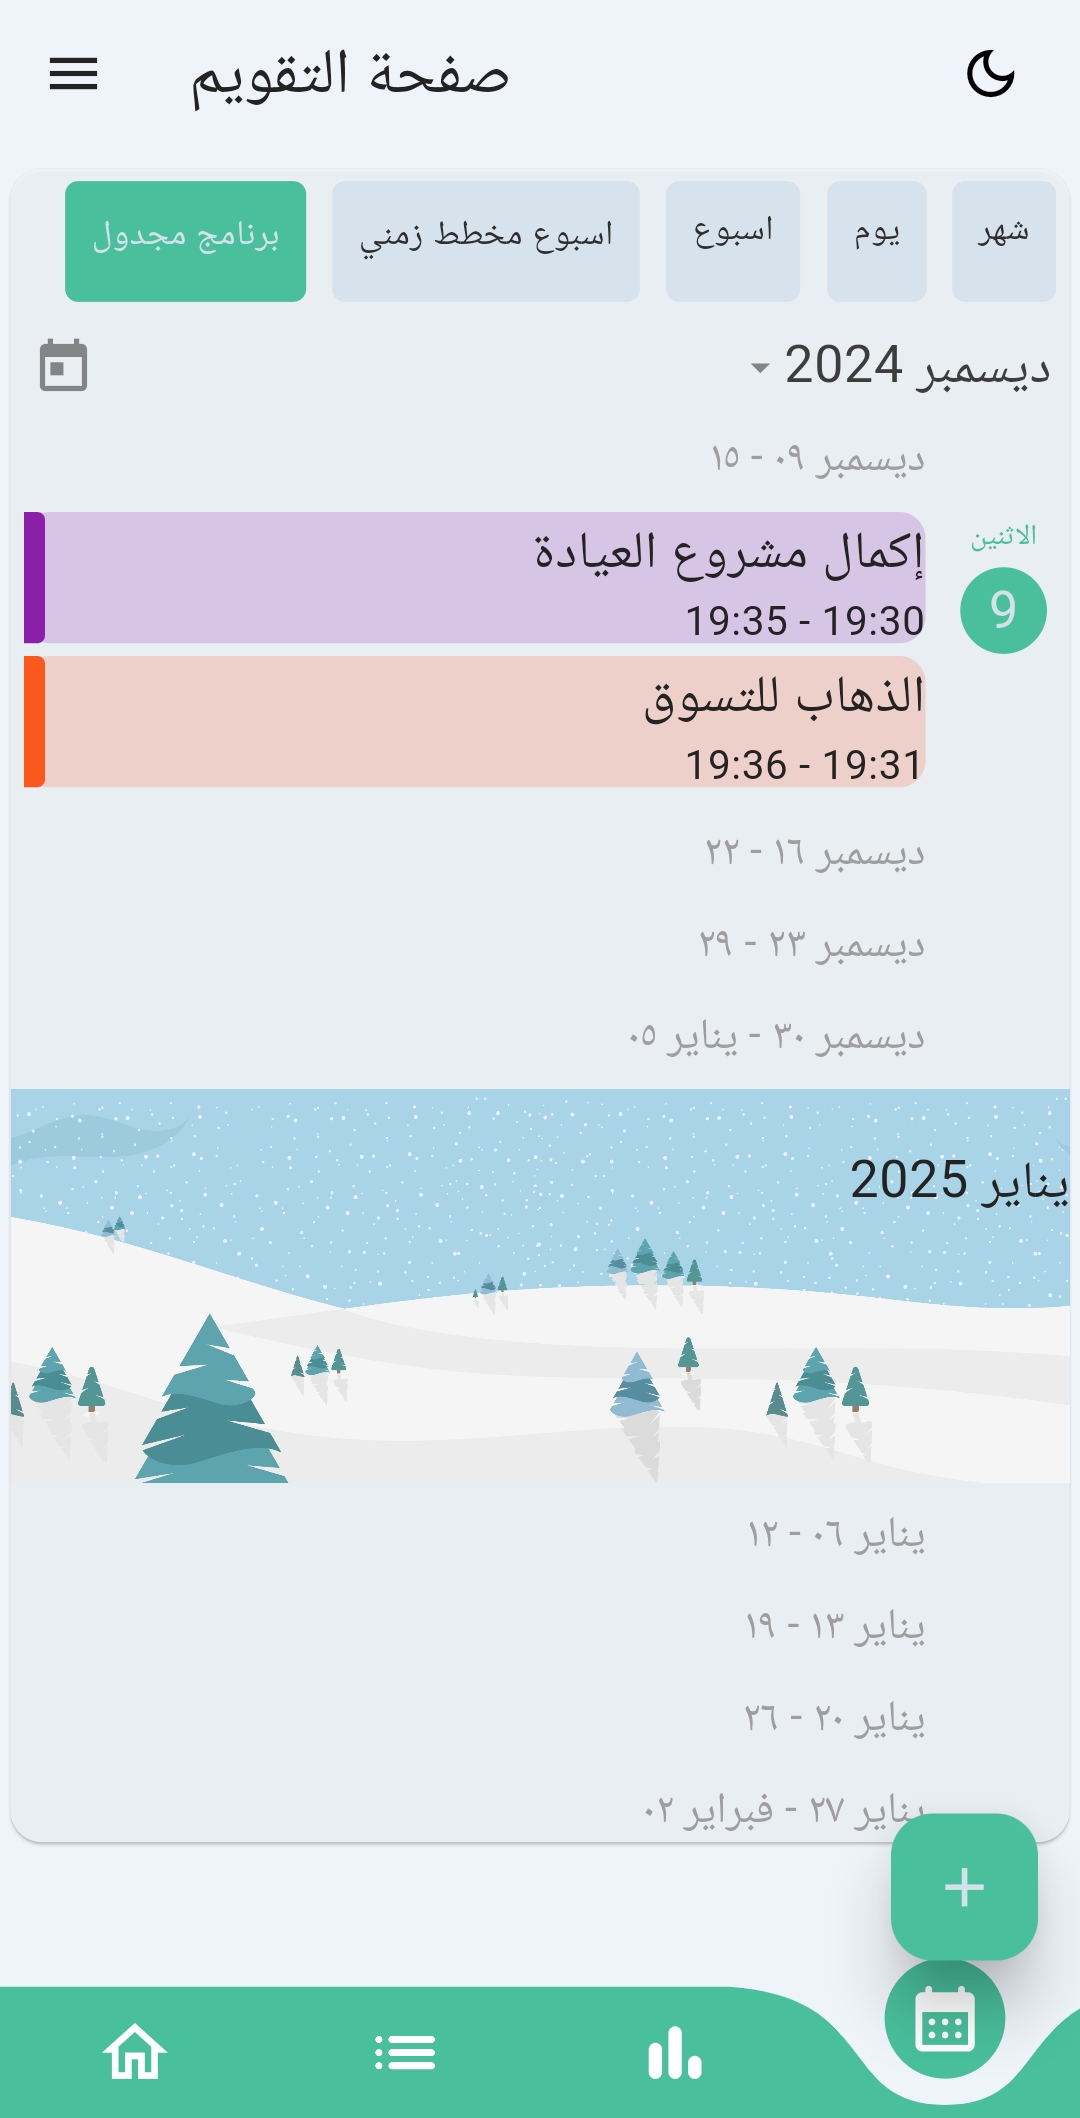 صفحة التقويم
شهر
يوم
اسبوع
اسبوع مخطط زمني
برنامج مجدول
ديسمبر 2024
ديسمبر ٠٩ - ١٥
الاثنين
9
إكمال مشروع العيادة
19:30 - 19:35
الذهاب للتسوق
19:31 - 19:36
ديسمبر ١٦ - ٢٢
ديسمبر ٢٣ - ٢٩
ديسمبر ٣٠ - يناير ٠٥
يناير 2025
يناير ٠٦ - ١٢
يناير ١٣ - ١٩
يناير ٢٠ - ٢٦
يناير ٢٧ - فبراير ٠٢